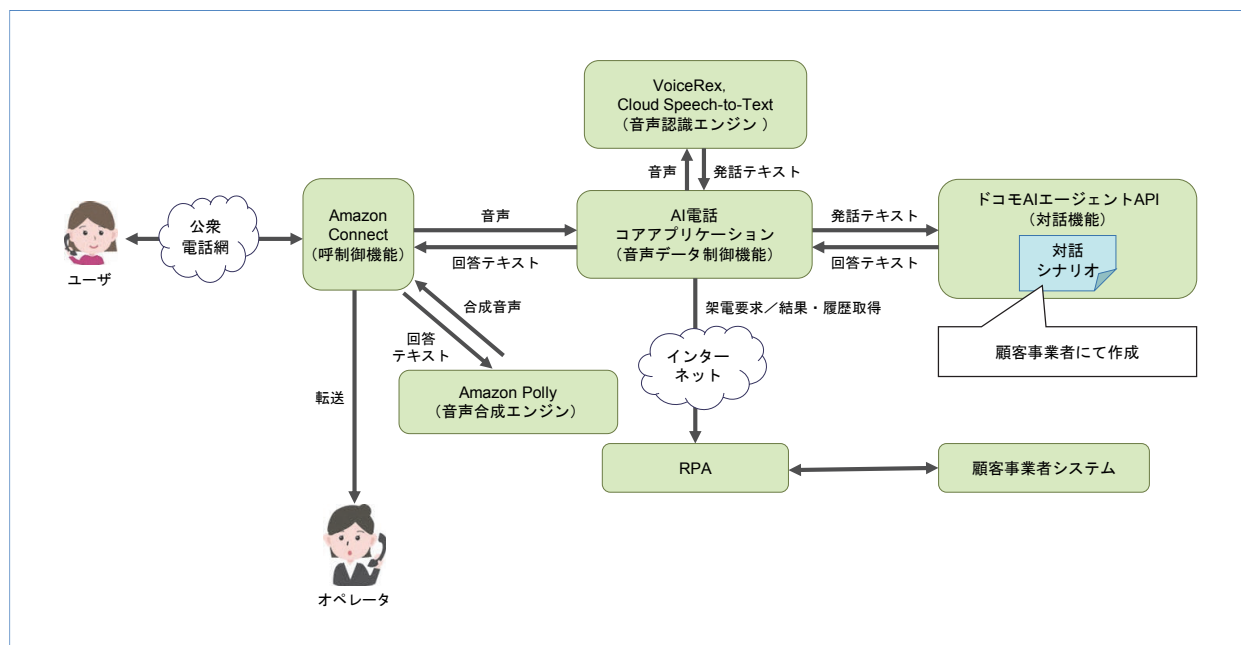 VoiceRex,
Cloud Speech-to-Text
（音声認識エンジン ）
音声
発話テキスト
ユーザ
公衆
電話網
Amazon
Connect
（呼制御機能）
音声
回答テキスト
AI電話
コアアプリケーション
（音声データ制御機能）
発話テキスト
回答テキスト
ドコモAIエージェントAPI
（対話機能）
対話
シナリオ
顧客事業者にて作成
合成音声
回答
テキスト
Amazon Polly
（音声合成エンジン）
架電要求／結果・履歴取得
インター
ネット
転送
RPA
顧客事業者システム
オペレータ